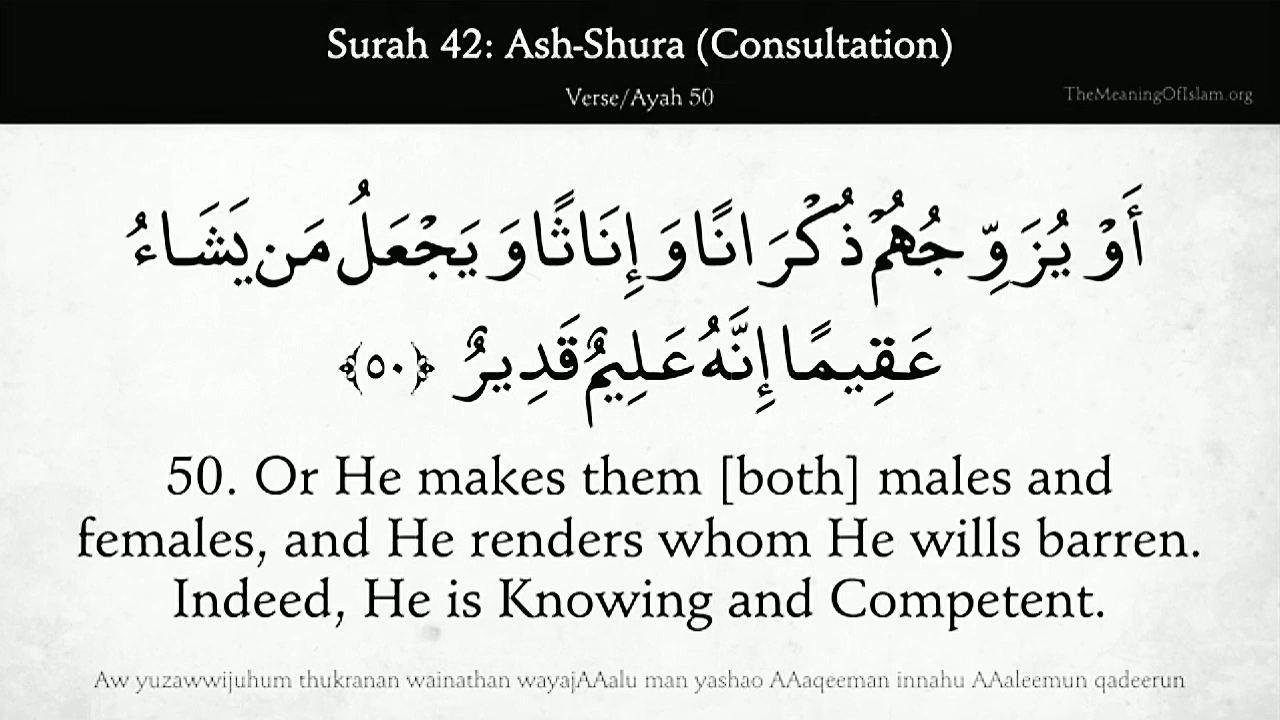 Surah 42: Ash-Shura (Consultation)
Verse/Ayah 50
TheMeaningOfIslam.org
أَوْ يُزَوِّجُهُمْ ذُكْرَانًا وَإِنَاثًا وَيَجْعَلُ مَن يَشَاءُ
عَقِيمًا إِنَّهُ عَلِيمٌ قَدِيرٌ ﴿٥٠﴾
50. Or He makes them [both] males and
females, and He renders whom He wills barren.
Indeed, He is Knowing and Competent.
Aw yuzawwijuhum thukranan wainathan wayajAAalu man yashao AAaqeeman innahu AAaleemun qadeerun